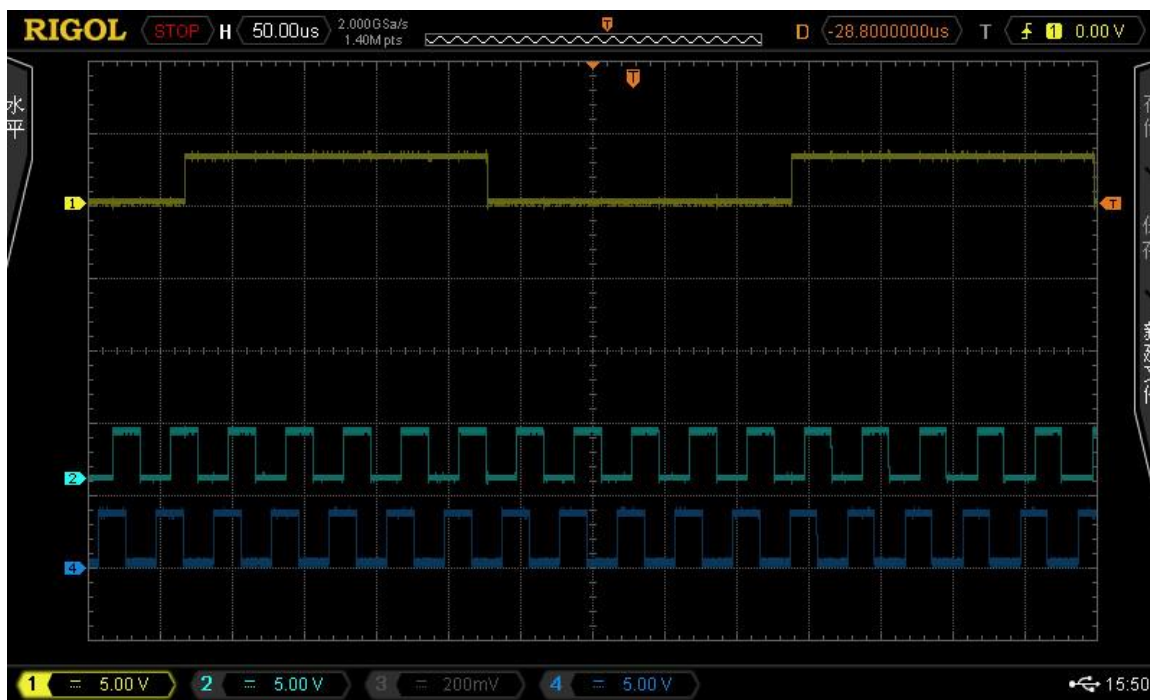 RIGOL STOP H 50.00us 2.000GSa/s D -28.8000000us T 1 0.00 V
1.40M pts
T
T
水平
1
T
2
4
1 = 5.00 V 2 = 5.00 V 3 = 200mV 4 = 5.00 V 15:50